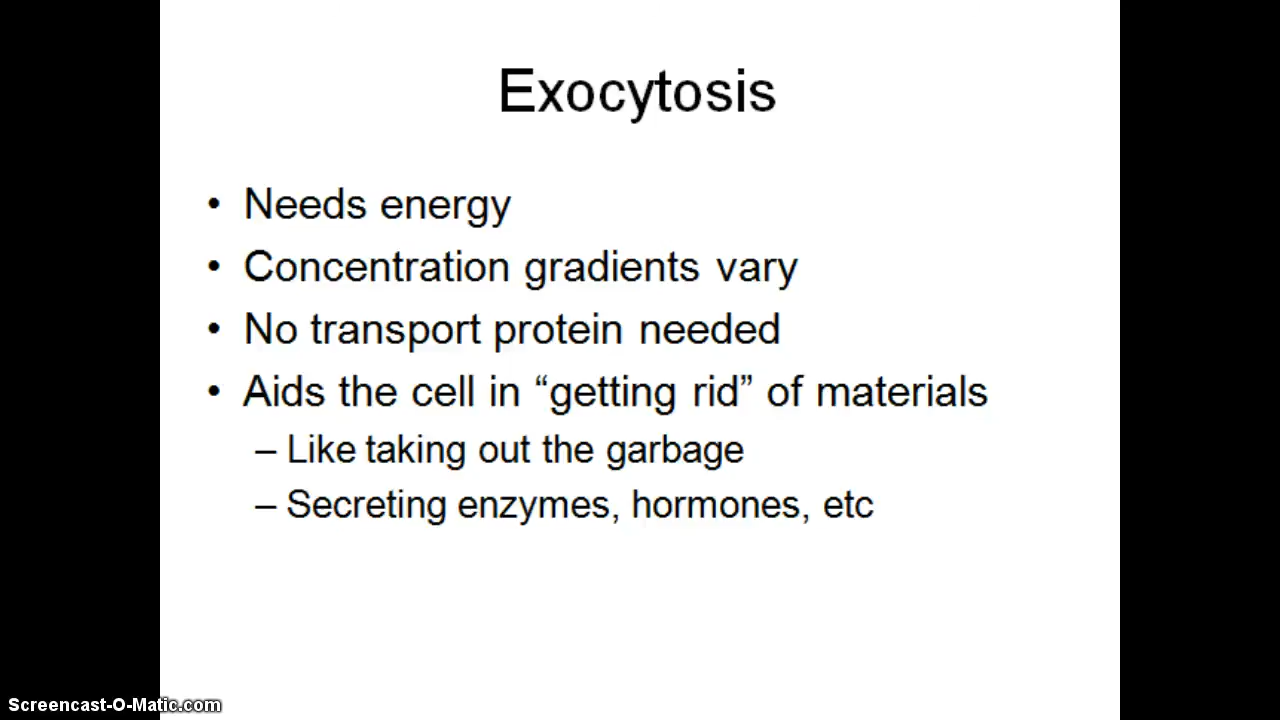 Exocytosis
• Needs energy
• Concentration gradients vary
• No transport protein needed
• Aids the cell in “getting rid” of materials
– Like taking out the garbage
– Secreting enzymes, hormones, etc
Screencast-O-Matic.com